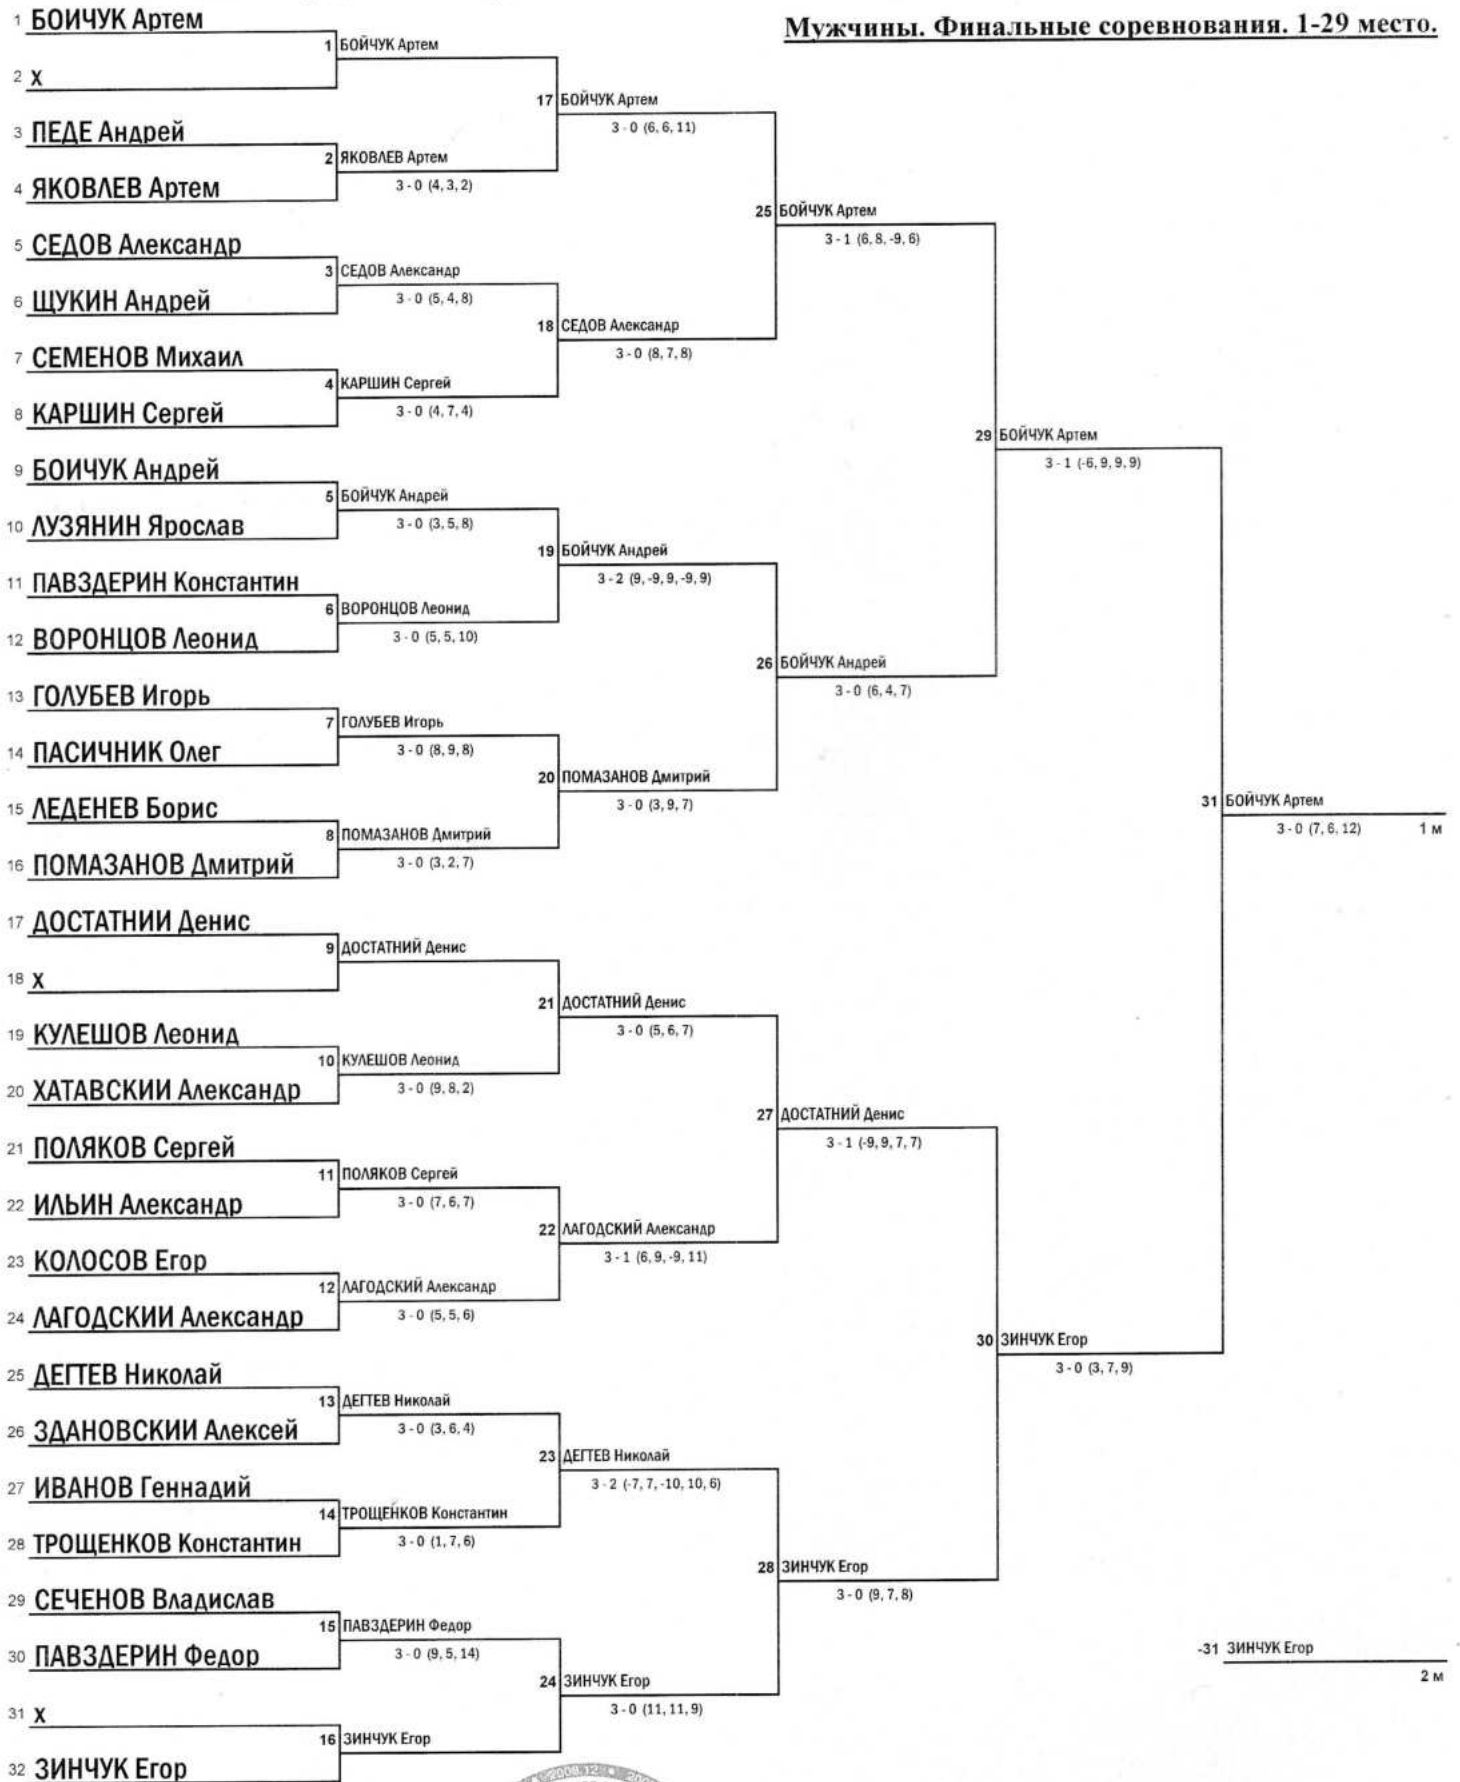 Мужчины. Финальные соревнования. 1-29 место.
1 БОЙЧУК Артем
1 БОЙЧУК Артем
2 X
17 БОЙЧУК Артем
3 - 0 (6, 6, 11)
3 ПЕДЕ Андрей
2 ЯКОВЛЕВ Артем
3 - 0 (4, 3, 2)
4 ЯКОВЛЕВ Артем
25 БОЙЧУК Артем
3 - 1 (6, 8, -9, 6)
5 СЕДОВ Александр
3 СЕДОВ Александр
3 - 0 (5, 4, 8)
6 ЩУКИН Андрей
18 СЕДОВ Александр
3 - 0 (8, 7, 8)
7 СЕМЕНОВ Михаил
4 КАРШИН Сергей
3 - 0 (4, 7, 4)
8 КАРШИН Сергей
29 БОЙЧУК Артем
3 - 1 (-6, 9, 9, 9)
9 БОЙЧУК Андрей
5 БОЙЧУК Андрей
3 - 0 (3, 5, 8)
10 ЛУЗЯНИН Ярослав
19 БОЙЧУК Андрей
3 - 2 (9, -9, 9, -9, 9)
11 ПАВЗДЕРИН Константин
6 ВОРОНЦОВ Леонид
3 - 0 (5, 5, 10)
12 ВОРОНЦОВ Леонид
26 БОЙЧУК Андрей
3 - 0 (6, 4, 7)
13 ГОЛУБЕВ Игорь
7 ГОЛУБЕВ Игорь
3 - 0 (8, 9, 8)
14 ПАСИЧНИК Олег
20 ПОМАЗАНОВ Дмитрий
3 - 0 (3, 9, 7)
15 ЛЕДЕНЕВ Борис
8 ПОМАЗАНОВ Дмитрий
3 - 0 (3, 2, 7)
16 ПОМАЗАНОВ Дмитрий
31 БОЙЧУК Артем
3 - 0 (7, 6, 12) 1 м
17 ДОСТАТНИЙ Денис
9 ДОСТАТНИЙ Денис
18 X
21 ДОСТАТНИЙ Денис
3 - 0 (5, 6, 7)
19 КУЛЕШОВ Леонид
10 КУЛЕШОВ Леонид
3 - 0 (9, 8, 2)
20 ХАТАВСКИЙ Александр
27 ДОСТАТНИЙ Денис
3 - 1 (-9, 9, 7, 7)
21 ПОЛЯКОВ Сергей
11 ПОЛЯКОВ Сергей
3 - 0 (7, 6, 7)
22 ИЛЬИН Александр
22 ЛАГОДСКИЙ Александр
3 - 1 (6, 9, -9, 11)
23 КОЛОСОВ Егор
12 ЛАГОДСКИЙ Александр
3 - 0 (5, 5, 6)
24 ЛАГОДСКИЙ Александр
30 ЗИНЧУК Егор
3 - 0 (3, 7, 9)
25 ДЕГТЕВ Николай
13 ДЕГТЕВ Николай
3 - 0 (3, 6, 4)
26 ЗДАНОВСКИЙ Алексей
23 ДЕГТЕВ Николай
3 - 2 (-7, 7, -10, 10, 6)
27 ИВАНОВ Геннадий
14 ТРОЩЕНКОВ Константин
3 - 0 (1, 7, 6)
28 ТРОЩЕНКОВ Константин
28 ЗИНЧУК Егор
3 - 0 (9, 7, 8)
29 СЕЧЕНОВ Владислав
15 ПАВЗДЕРИН Федор
3 - 0 (9, 5, 14)
30 ПАВЗДЕРИН Федор
-31 ЗИНЧУК Егор
2 м
24 ЗИНЧУК Егор
3 - 0 (11, 11, 9)
31 X
16 ЗИНЧУК Егор
32 ЗИНЧУК Егор